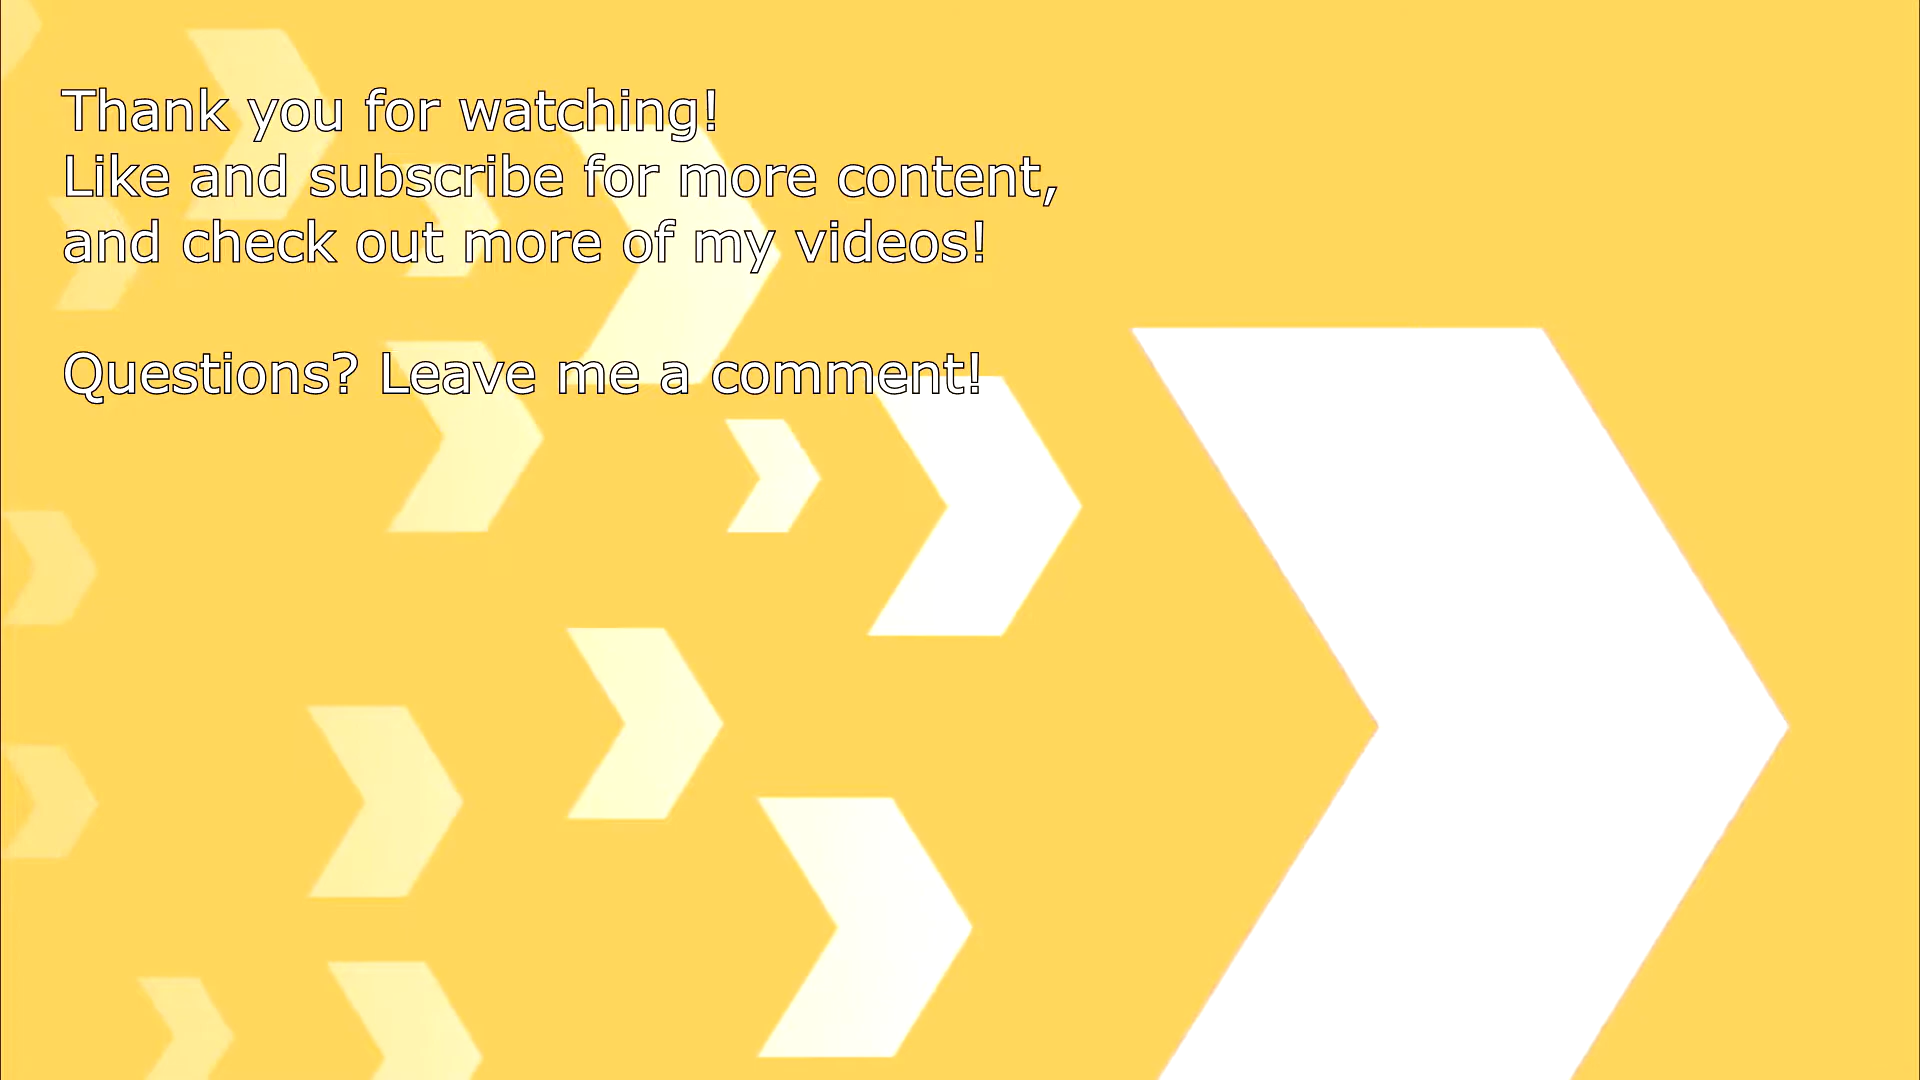 Thank you for watching!
Like and subscribe for more content,
and check out more of my videos!
Questions? Leave me a comment!